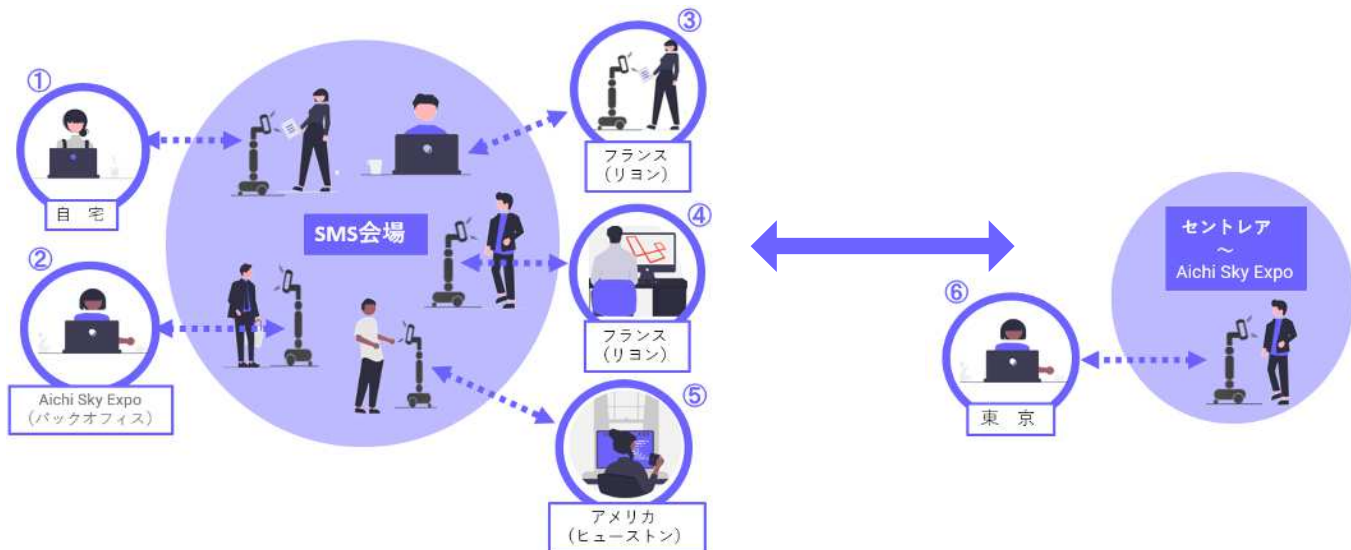 ①
自　宅
②
Aichi Sky Expo
（バックオフィス）
SMS会場
③
フランス
（リヨン）
④
フランス
（リヨン）
⑤
アメリカ
（ヒューストン）
⑥
東　京
セントレア
～
Aichi Sky Expo